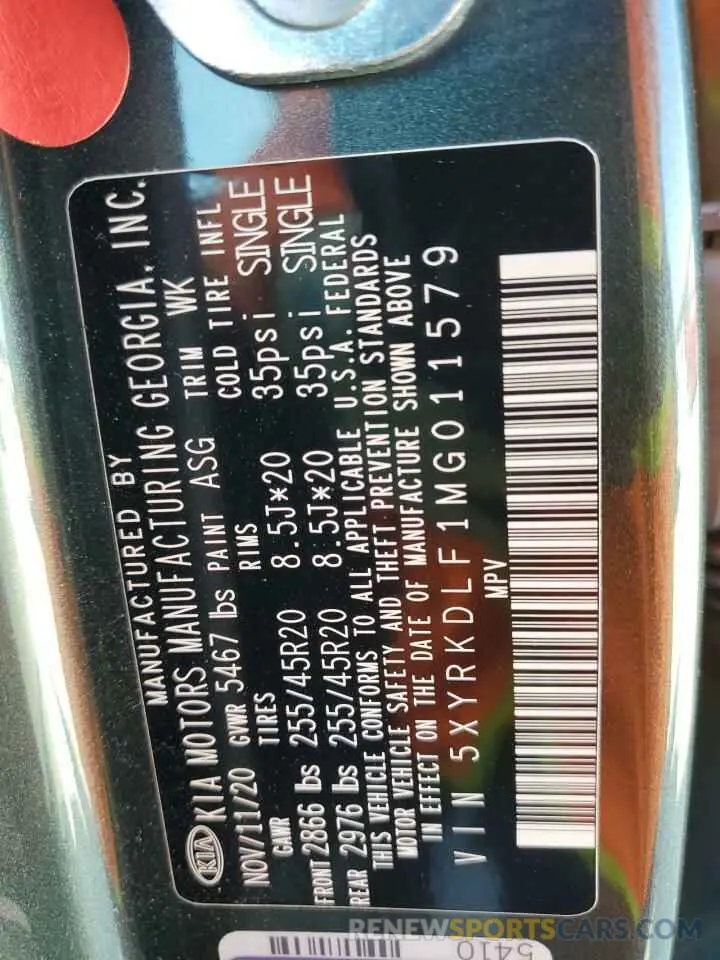 MANUFACTURED BY
KIA KIA MOTORS MANUFACTURING GEORGIA, INC.
NOV/11/20 GVWR 5467 lbs PAINT ASG TRIM WK
GAWR TIRES RIMS COLD TIRE INFL
FRONT 2866 lbs 255/45R20 8.5J*20 35psi SINGLE
REAR 2976 lbs 255/45R20 8.5J*20 35psi SINGLE
THIS VEHICLE CONFORMS TO ALL APPLICABLE U.S.A. FEDERAL
MOTOR VEHICLE SAFETY AND THEFT PREVENTION STANDARDS
IN EFFECT ON THE DATE OF MANUFACTURE SHOWN ABOVE
VIN 5XYRKDLF1MG011579
MPV
5410
RENEWSPORTSCARS.COM